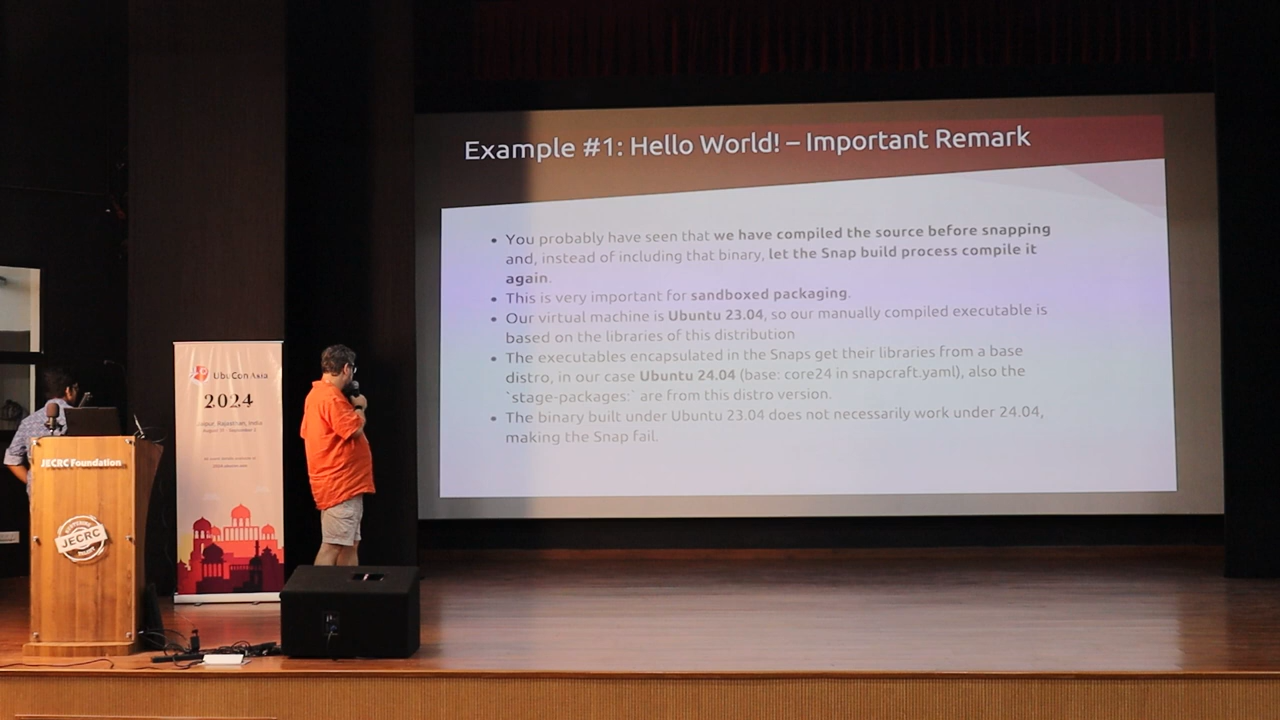 Example #1: Hello World! – Important Remark
• You probably have seen that we have compiled the source before snapping
and, instead of including that binary, let the Snap build process compile it
again.
• This is very important for sandboxed packaging.
• Our virtual machine is Ubuntu 23.04, so our manually compiled executable is
based on the libraries of this distribution
• The executables encapsulated in the Snaps get their libraries from a base
distro, in our case Ubuntu 24.04 (base: core24 in snapcraft.yaml), also the
`stage-packages:` are from this distro version.
• The binary built under Ubuntu 23.04 does not necessarily work under 24.04,
making the Snap fail.
UbuCon Asia
2024
Jaipur, Rajasthan, India
JECRC Foundation
JECRC